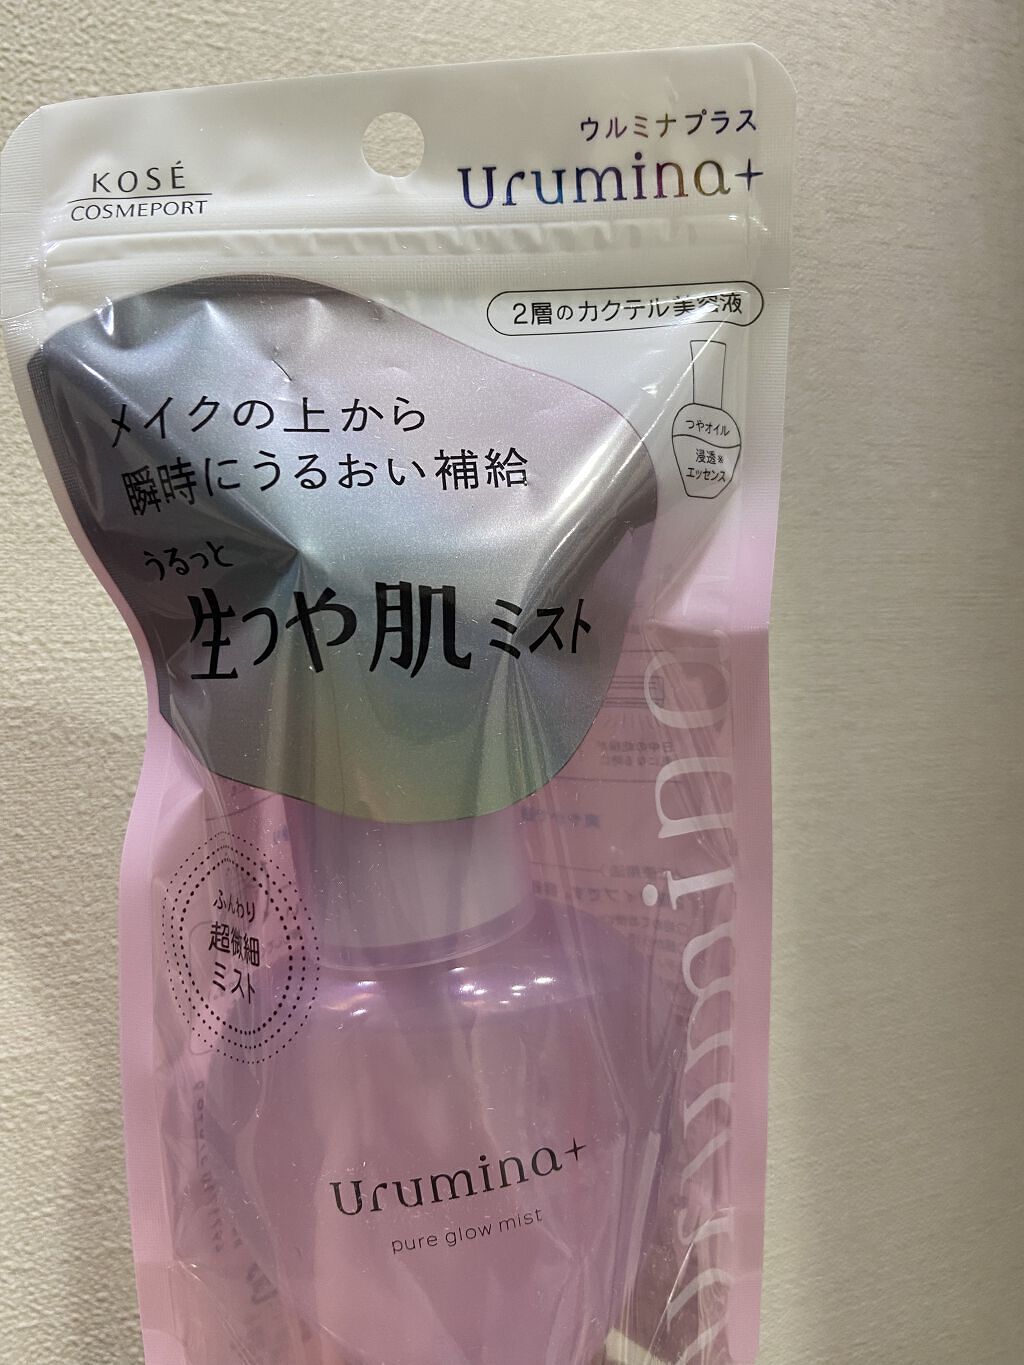 KOSÉ
COSMEPORT
ウルミナプラス
Urumina+
2層のカクテル美容液
つやオイル
浸透※
エッセンス
メイクの上から
瞬時にうるおい補給
うるっと
生つや肌ミスト
ふんわり
超微細
ミスト
Urumina+
pure glow mist